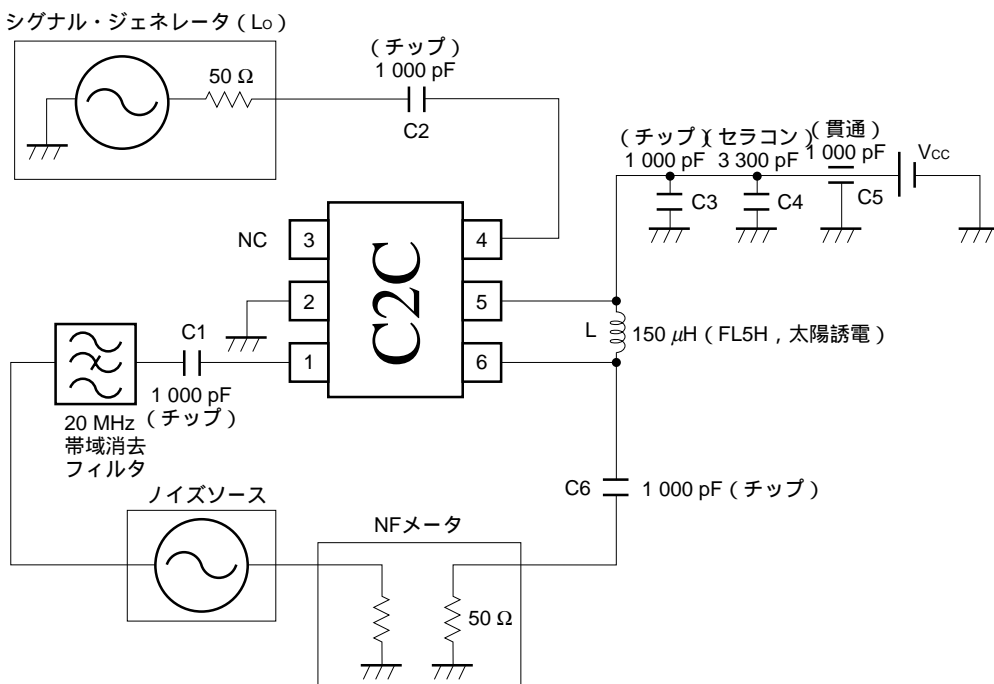 シグナル・ジェネレータ（Lo）
50 Ω
（チップ）
1 000 pF
C2
（チップ）
1 000 pF
C3
（セラコン）
3 300 pF
C4
（貫通）
1 000 pF
C5
Vcc
NC
3
4
2
5
1
6
C2C
C1
1 000 pF
（チップ）
20 MHz
帯域消去
フィルタ
L
150 μH（FL5H，太陽誘電）
C6
1 000 pF（チップ）
ノイズソース
NFメータ
50 Ω